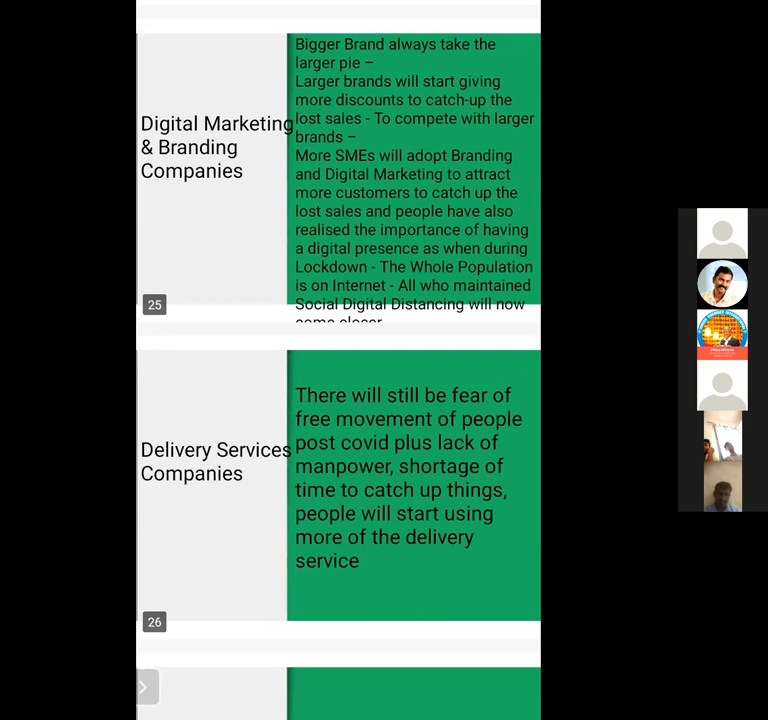 Digital Marketing
& Branding
Companies
Bigger Brand always take the
larger pie –
Larger brands will start giving
more discounts to catch-up the
lost sales - To compete with larger
brands –
More SMEs will adopt Branding
and Digital Marketing to attract
more customers to catch up the
lost sales and people have also
realised the importance of having
a digital presence as when during
Lockdown - The Whole Population
is on Internet - All who maintained
Social Digital Distancing will now
come closer
25
Delivery Services
Companies
There will still be fear of
free movement of people
post covid plus lack of
manpower, shortage of
time to catch up things,
people will start using
more of the delivery
service
26